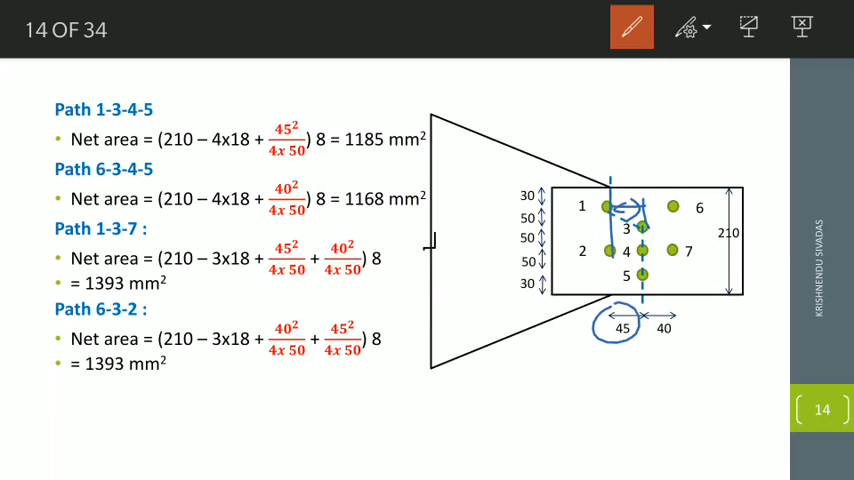 14 OF 34
Path 1-3-4-5
• Net area = (210 – 4x18 + 45²/4x 50) 8 = 1185 mm²
Path 6-3-4-5
• Net area = (210 – 4x18 + 40²/4x 50) 8 = 1168 mm²
Path 1-3-7 :
• Net area = (210 – 3x18 + 45²/4x 50 + 40²/4x 50) 8
• = 1393 mm²
Path 6-3-2 :
• Net area = (210 – 3x18 + 40²/4x 50 + 45²/4x 50) 8
• = 1393 mm²
30
50
50
50
30
1
6
3
2
4
7
5
210
45
40
KRISHNENDU SIVADAS
14